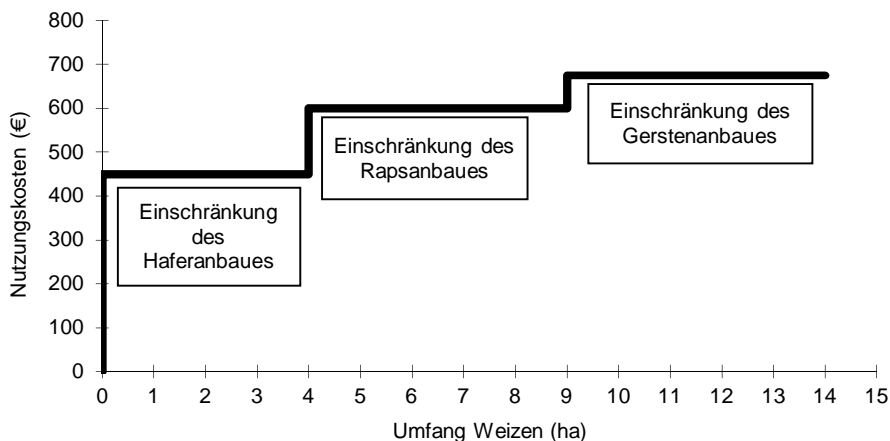 800
700
600
500
400
300
200
100
0
Nutzungskosten (€)
Einschränkung
des
Haferanbaues
Einschränkung des
Rapsanbaues
Einschränkung des
Gerstenanbaues
0 1 2 3 4 5 6 7 8 9 10 11 12 13 14 15
Umfang Weizen (ha)